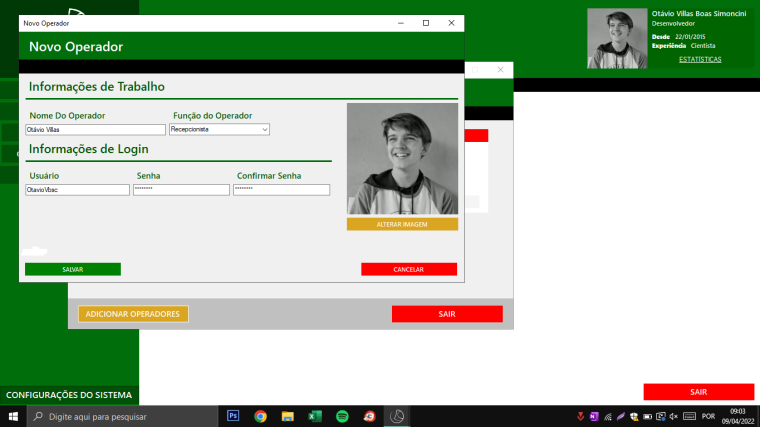 Novo Operador
Novo Operador
Informações de Trabalho
Nome Do Operador
Função do Operador
Otávio Villas
Recepcionista
Informações de Login
Usuário
Senha
Confirmar Senha
OtavioVbsc
********
********
ALTERAR IMAGEM
SALVAR
CANCELAR
ADICIONAR OPERADORES
SAIR
Otávio Villas Boas Simoncini
Desenvolvedor
Desde 22/01/2015
Experiência Cientista
ESTATÍSTICAS
CONFIGURAÇÕES DO SISTEMA
SAIR
Digite aqui para pesquisar
Ps
POR
09:03
09/04/2022